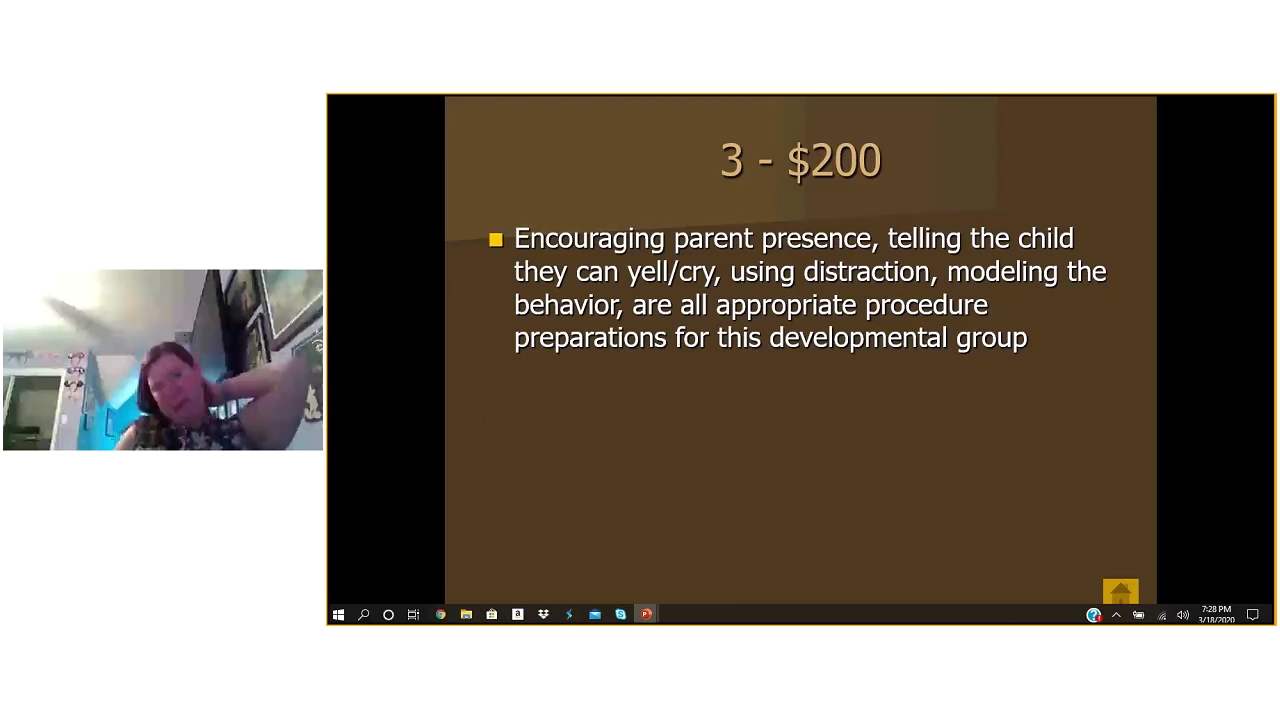 3 - $200
Encouraging parent presence, telling the child
they can yell/cry, using distraction, modeling the
behavior, are all appropriate procedure
preparations for this developmental group
7:28 PM
3/18/2020